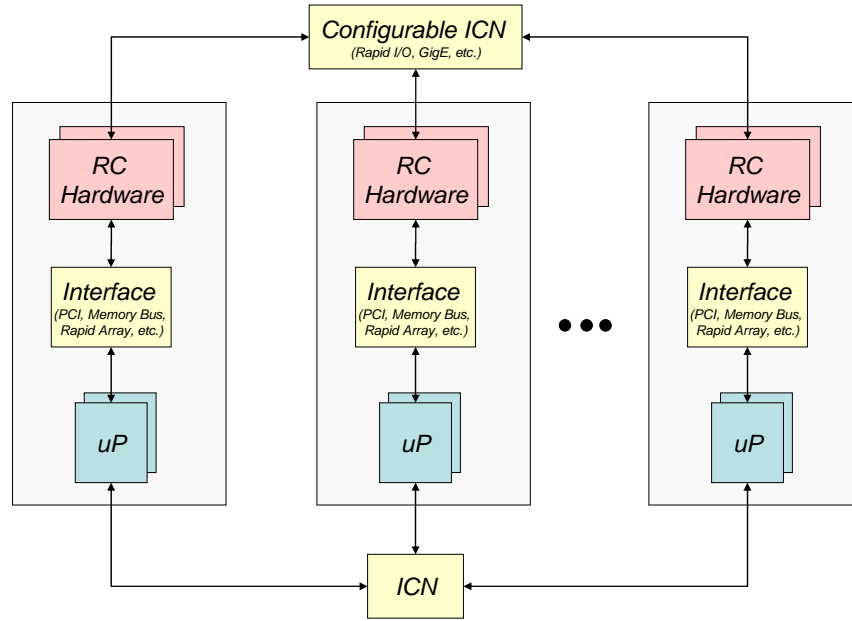 Configurable ICN
(Rapid I/O, GigE, etc.)
RC
Hardware
RC
Hardware
RC
Hardware
Interface
(PCI, Memory Bus,
Rapid Array, etc.)
Interface
(PCI, Memory Bus,
Rapid Array, etc.)
Interface
(PCI, Memory Bus,
Rapid Array, etc.)
uP
uP
uP
ICN